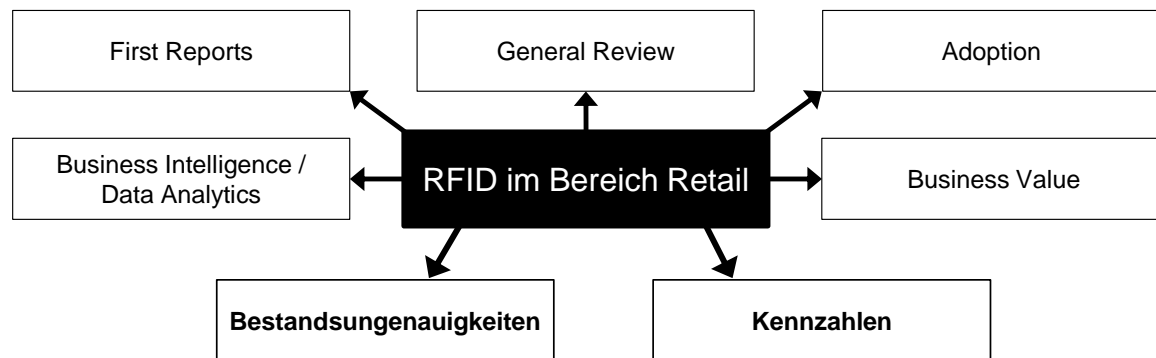 First Reports
General Review
Adoption
Business Intelligence /
Data Analytics
RFID im Bereich Retail
Business Value
Bestandsungenauigkeiten
Kennzahlen